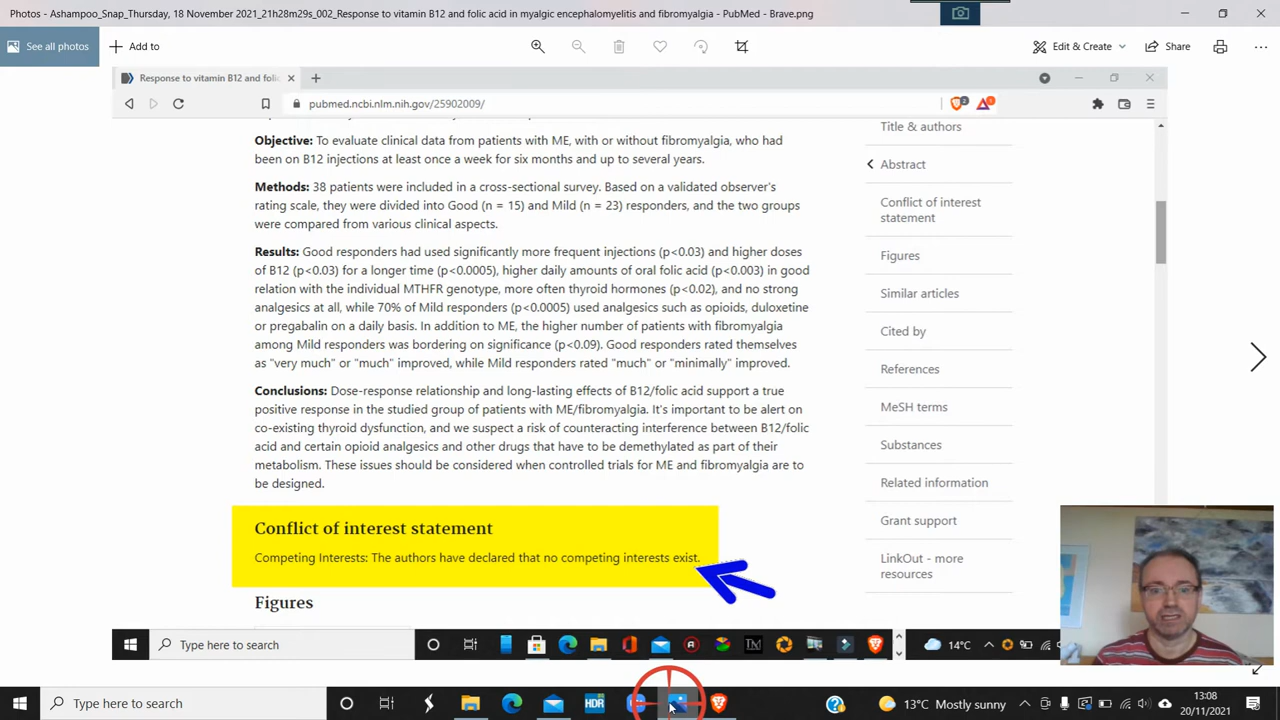 Photos - Ashampoo_Snap_Thursday, 18 November 2021_21h28m29s_002_Response to vitamin B12 and folic acid in myalgic encephalomyelitis and fibromyalgia - PubMed - Brave.png
See all photos
Add to
Edit & Create
Share
Response to vitamin B12 and folic
pubmed.ncbi.nlm.nih.gov/25902009/
Objective: To evaluate clinical data from patients with ME, with or without fibromyalgia, who had
been on B12 injections at least once a week for six months and up to several years.
Methods: 38 patients were included in a cross-sectional survey. Based on a validated observer's
rating scale, they were divided into Good (n = 15) and Mild (n = 23) responders, and the two groups
were compared from various clinical aspects.
Results: Good responders had used significantly more frequent injections (p<0.03) and higher doses
of B12 (p<0.03) for a longer time (p<0.0005), higher daily amounts of oral folic acid (p<0.003) in good
relation with the individual MTHFR genotype, more often thyroid hormones (p<0.02), and no strong
analgesics at all, while 70% of Mild responders (p<0.0005) used analgesics such as opioids, duloxetine
or pregabalin on a daily basis. In addition to ME, the higher number of patients with fibromyalgia
among Mild responders was bordering on significance (p<0.09). Good responders rated themselves
as "very much" or "much" improved, while Mild responders rated "much" or "minimally" improved.
Conclusions: Dose-response relationship and long-lasting effects of B12/folic acid support a true
positive response in the studied group of patients with ME/fibromyalgia. It's important to be alert on
co-existing thyroid dysfunction, and we suspect a risk of counteracting interference between B12/folic
acid and certain opioid analgesics and other drugs that have to be demethylated as part of their
metabolism. These issues should be considered when controlled trials for ME and fibromyalgia are to
be designed.
Conflict of interest statement
Competing Interests: The authors have declared that no competing interests exist.
Figures
Title & authors
Abstract
Conflict of interest
statement
Figures
Similar articles
Cited by
References
MeSH terms
Substances
Related information
Grant support
LinkOut - more
resources
Type here to search
TM
14°C
Type here to search
HDR
13°C Mostly sunny
13:08
20/11/2021